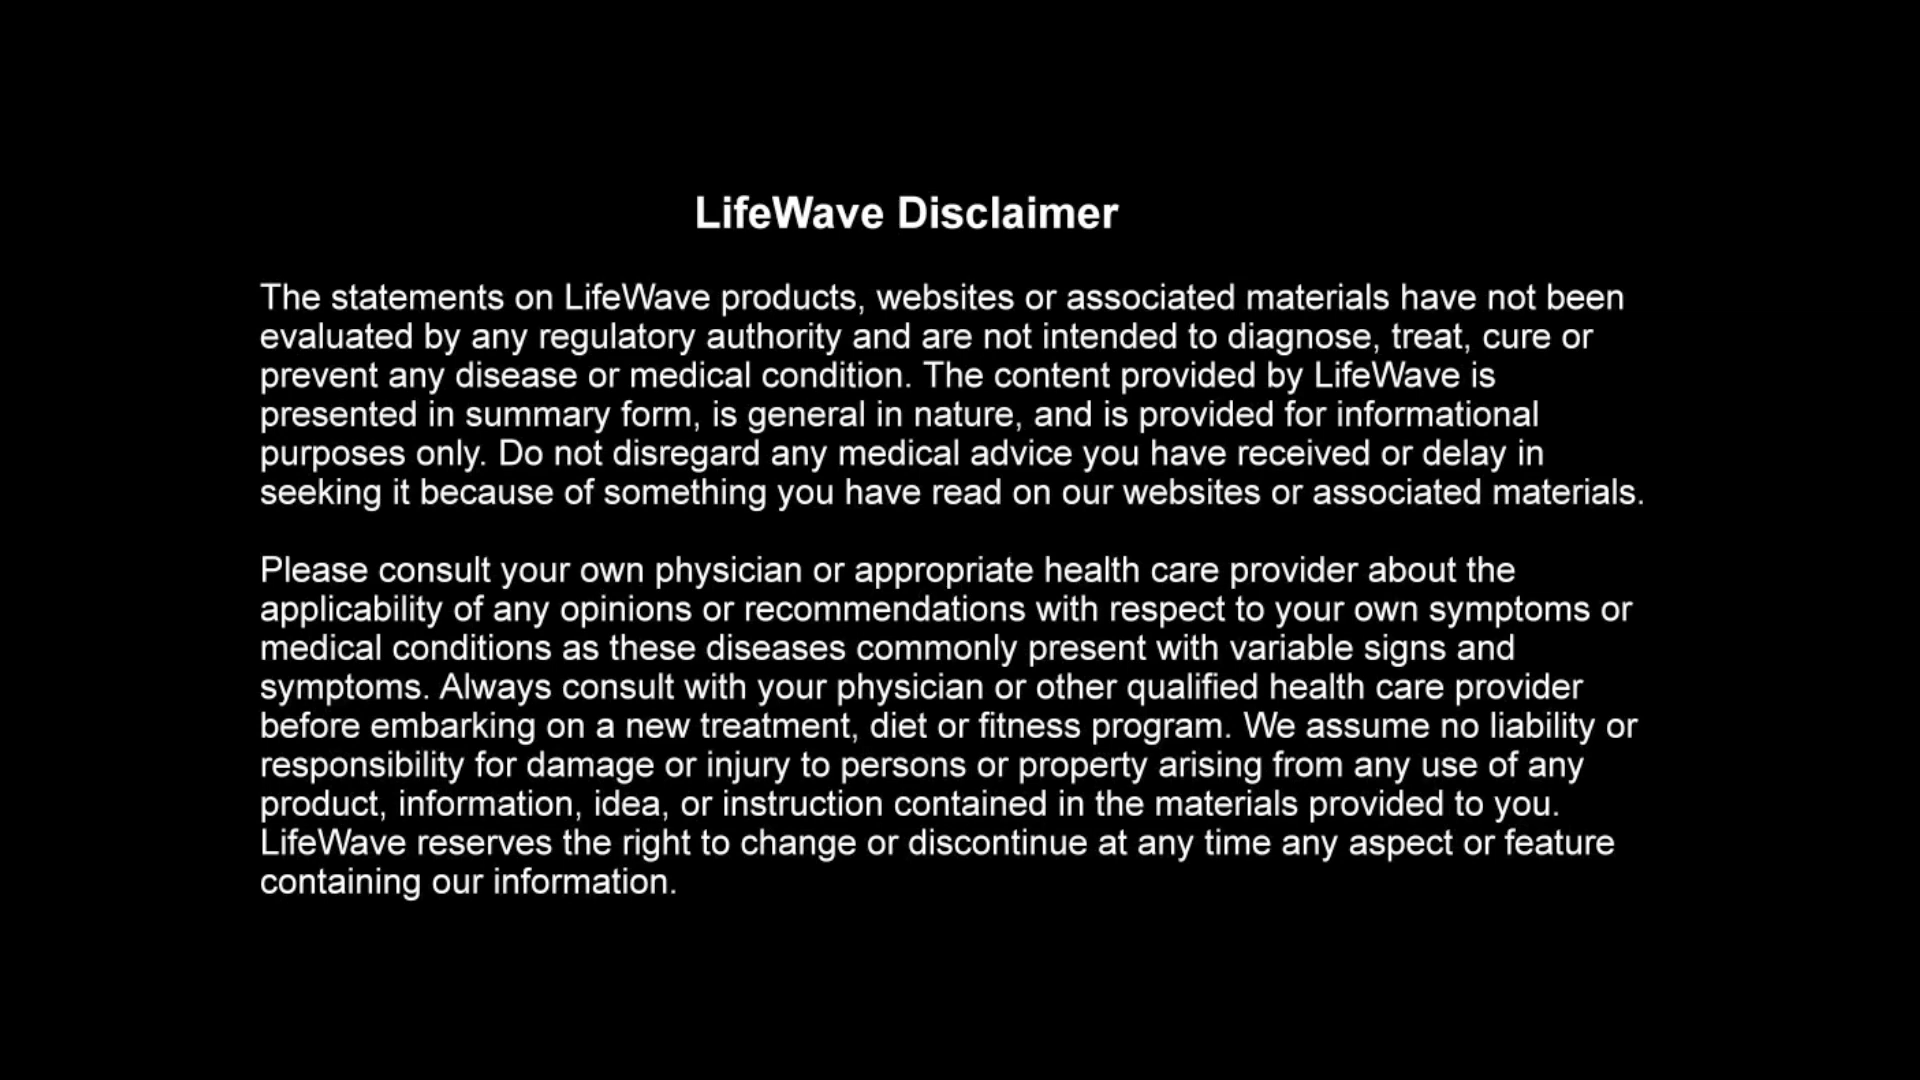 LifeWave Disclaimer
The statements on LifeWave products, websites or associated materials have not been
evaluated by any regulatory authority and are not intended to diagnose, treat, cure or
prevent any disease or medical condition. The content provided by LifeWave is
presented in summary form, is general in nature, and is provided for informational
purposes only. Do not disregard any medical advice you have received or delay in
seeking it because of something you have read on our websites or associated materials.
Please consult your own physician or appropriate health care provider about the
applicability of any opinions or recommendations with respect to your own symptoms or
medical conditions as these diseases commonly present with variable signs and
symptoms. Always consult with your physician or other qualified health care provider
before embarking on a new treatment, diet or fitness program. We assume no liability or
responsibility for damage or injury to persons or property arising from any use of any
product, information, idea, or instruction contained in the materials provided to you.
LifeWave reserves the right to change or discontinue at any time any aspect or feature
containing our information.